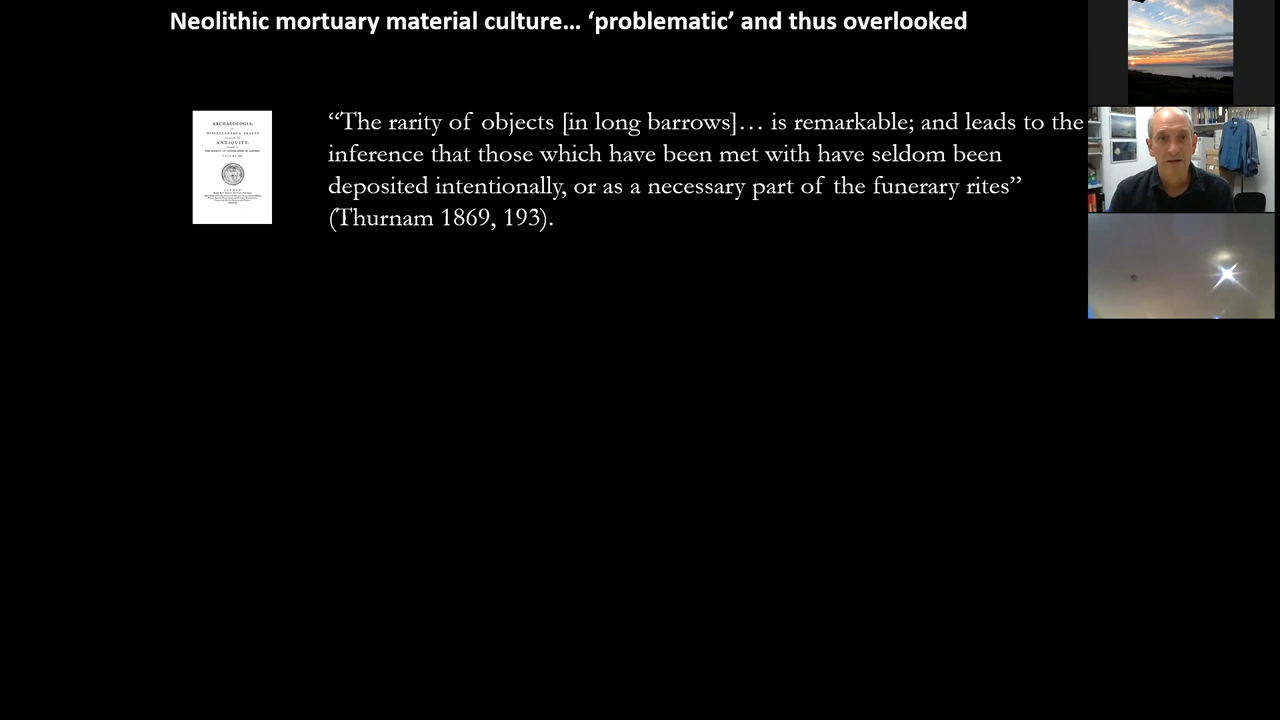 Neolithic mortuary material culture… ‘problematic’ and thus overlooked
“The rarity of objects [in long barrows]… is remarkable; and leads to the
inference that those which have been met with have seldom been
deposited intentionally, or as a necessary part of the funerary rites”
(Thurnam 1869, 193).
ARCHAEOLOGIA:
MISCELLANEOUS TRACTS
ANTIQUITY.